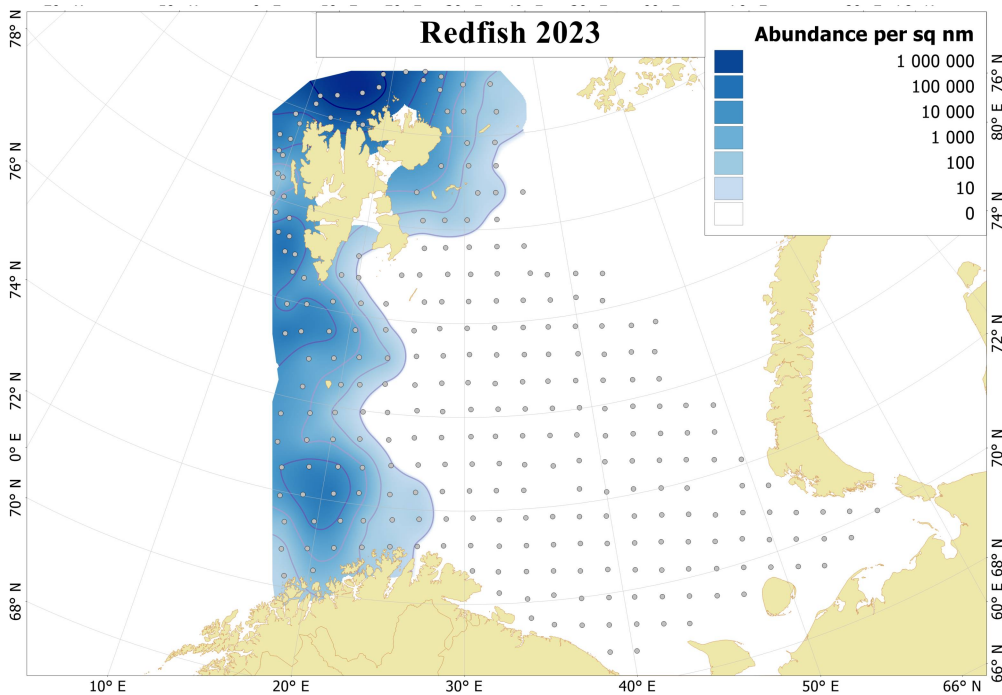 Redfish 2023
Abundance per sq nm
1 000 000
100 000
10 000
1 000
100
10
0
78° N
76° N
74° N
72° N
0° E
70° N
68° N
76° N
80° E
74° N
72° N
70° N
68° N
60° E
66° N
10° E
20° E
30° E
40° E
50° E
66° N